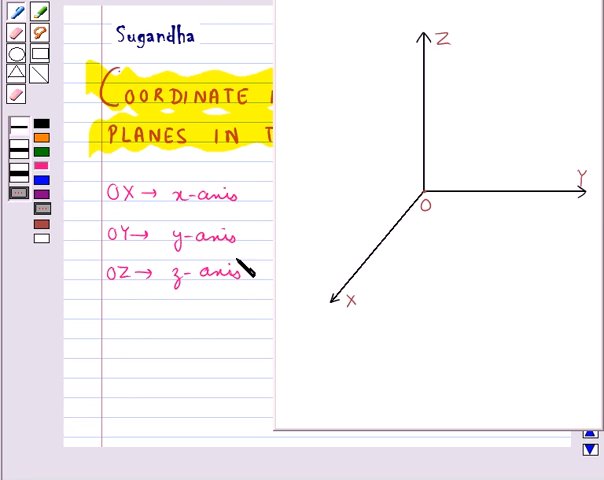 Sugandha
COORDINATE
PLANES IN T
OX → x-axis
OY → y-axis
OZ → z-axis
Z
Y
O
X